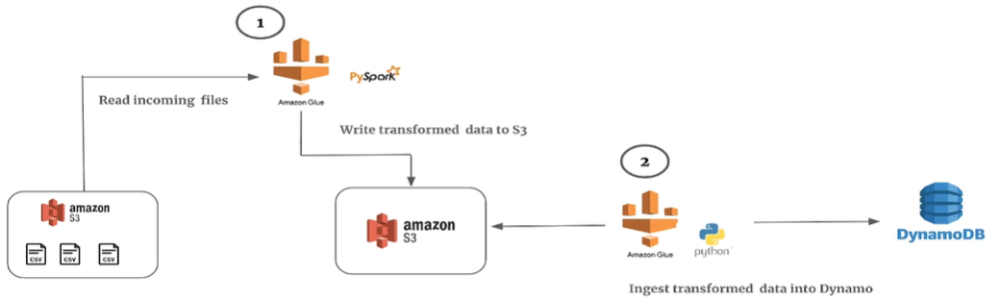 1
PySpark
Amazon Glue
Read incoming files
Write transformed data to S3
2
amazon
S3
CSV CSV CSV
amazon
S3
Amazon Glue
python
DynamoDB
Ingest transformed data into Dynamo